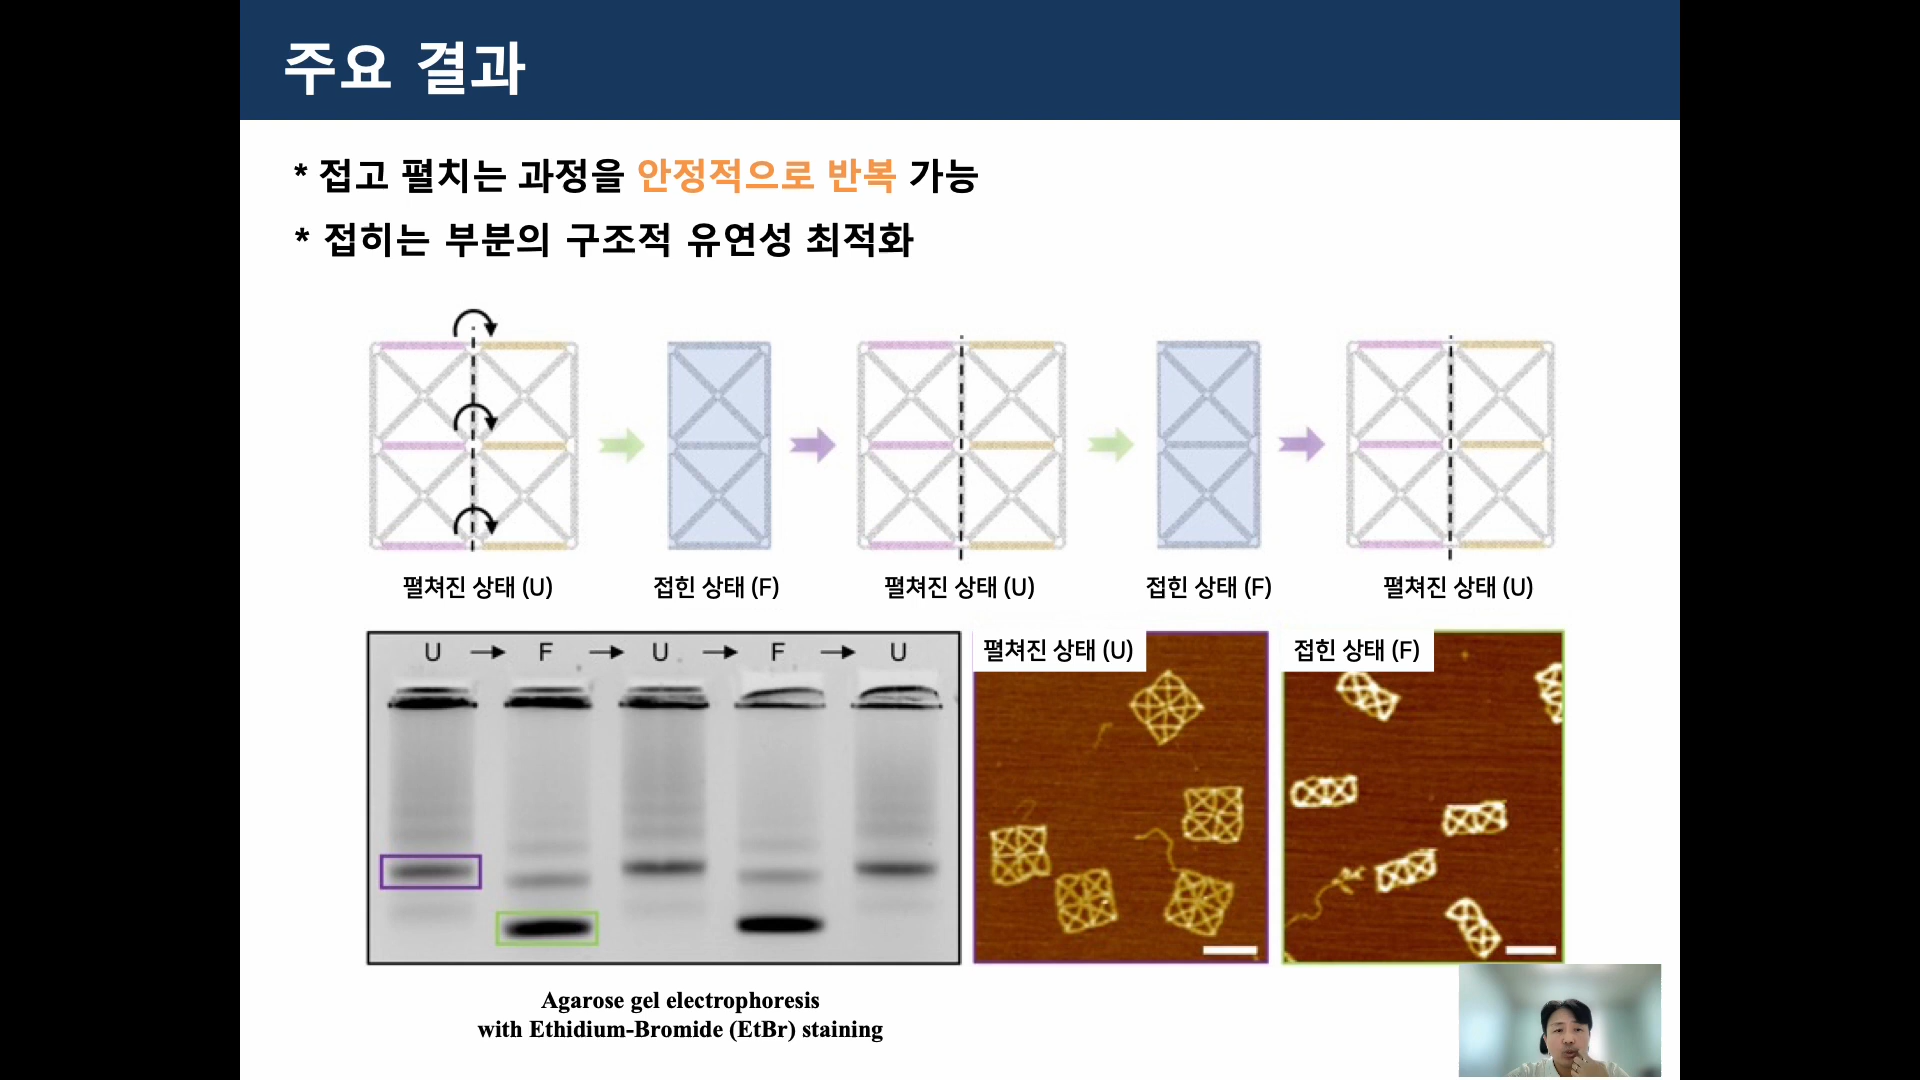 주요 결과
* 접고 펼치는 과정을 안정적으로 반복 가능
* 접히는 부분의 구조적 유연성 최적화
펼쳐진 상태 (U)
접힌 상태 (F)
펼쳐진 상태 (U)
접힌 상태 (F)
펼쳐진 상태 (U)
U → F → U → F → U
펼쳐진 상태 (U)
접힌 상태 (F)
Agarose gel electrophoresis
with Ethidium-Bromide (EtBr) staining